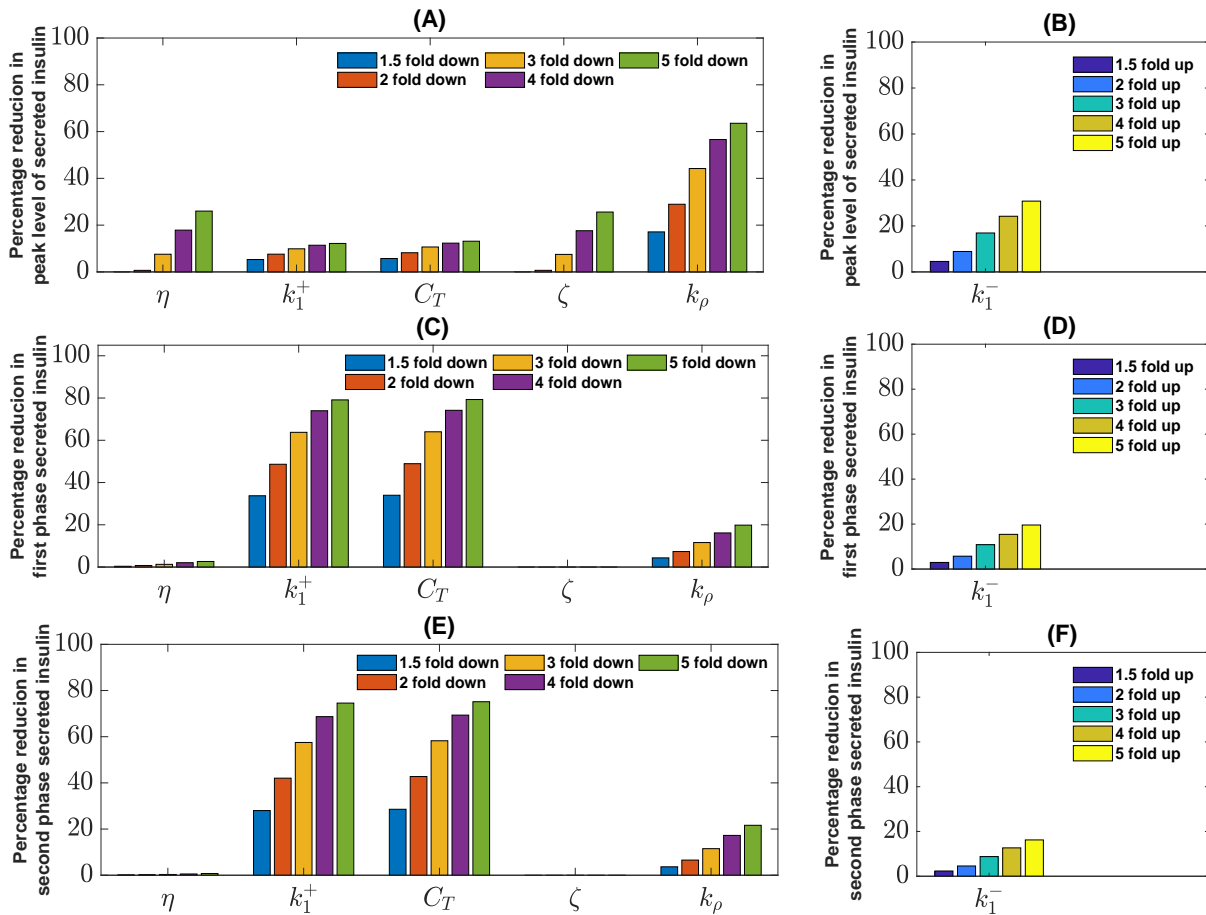 (A)
Percentage reducion in
peak level of secreted insulin
100
80
60
40
20
0
1.5 fold down
3 fold down
5 fold down
2 fold down
4 fold down
η
k₁⁺
C_T
ζ
k_ρ
(B)
Percentage reducion in
peak level of secreted insulin
100
80
60
40
20
0
1.5 fold up
2 fold up
3 fold up
4 fold up
5 fold up
k₁⁻
(C)
Percentage reducion in
first phase secreted insulin
100
80
60
40
20
0
1.5 fold down
3 fold down
5 fold down
2 fold down
4 fold down
η
k₁⁺
C_T
ζ
k_ρ
(D)
Percentage reducion in
first phase secreted insulin
100
80
60
40
20
0
1.5 fold up
2 fold up
3 fold up
4 fold up
5 fold up
k₁⁻
(E)
Percentage reducion in
second phase secreted insulin
100
80
60
40
20
0
1.5 fold down
3 fold down
5 fold down
2 fold down
4 fold down
η
k₁⁺
C_T
ζ
k_ρ
(F)
Percentage reducion in
second phase secreted insulin
100
80
60
40
20
0
1.5 fold up
2 fold up
3 fold up
4 fold up
5 fold up
k₁⁻